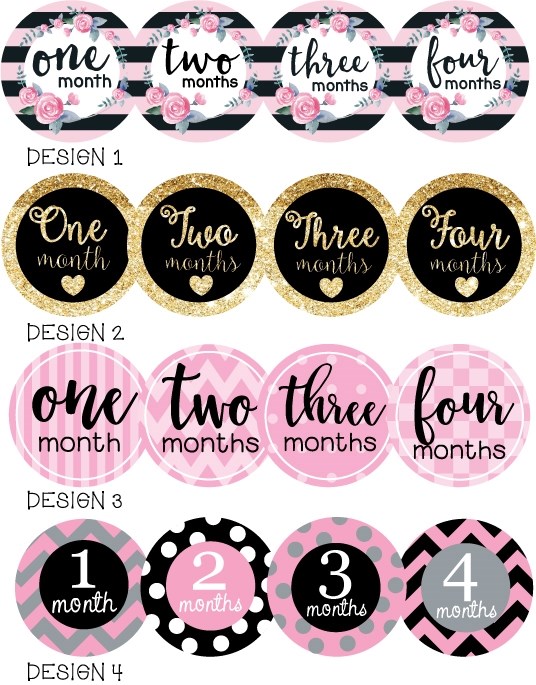 one
month
two
months
three
months
four
months
DESIGN 1
One
month
Two
months
Three
months
Four
months
DESIGN 2
one
month
two
months
three
months
four
months
DESIGN 3
1
month
2
months
3
months
4
months
DESIGN 4